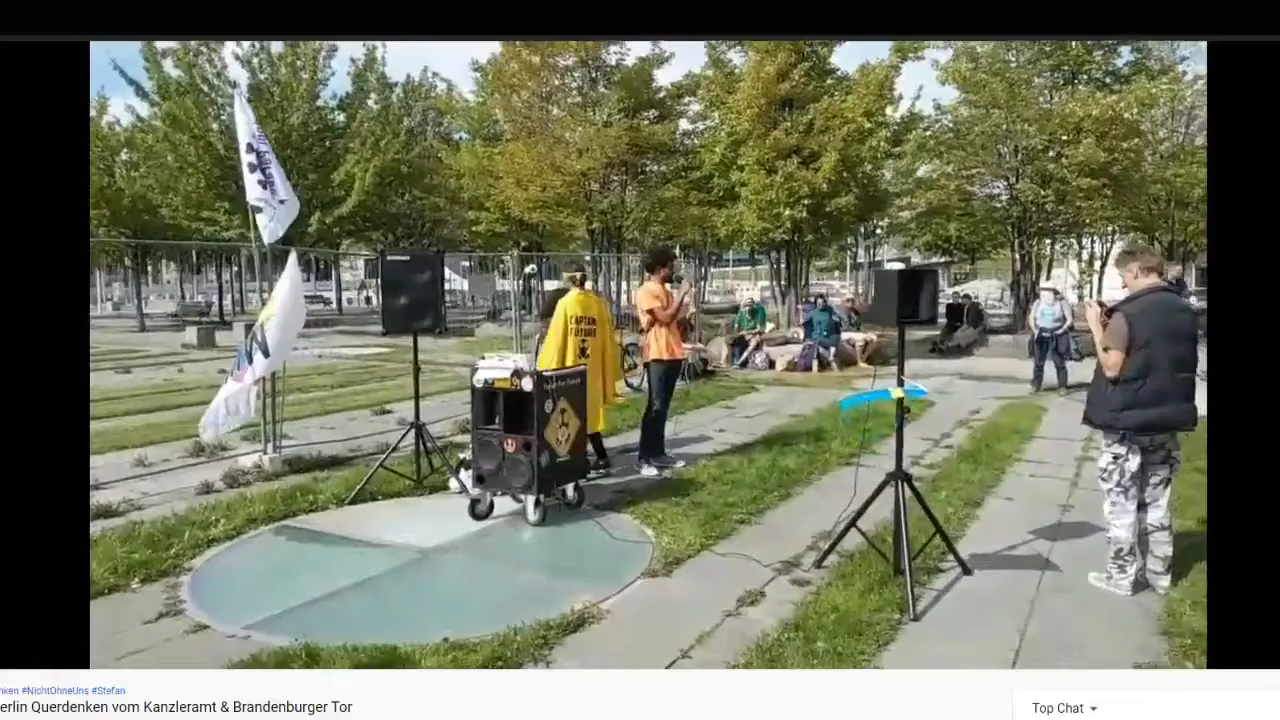 CAPTAIN
FUTURE
nken #NichtOhneUns #Stefan
erlin Querdenken vom Kanzleramt & Brandenburger Tor
Top Chat